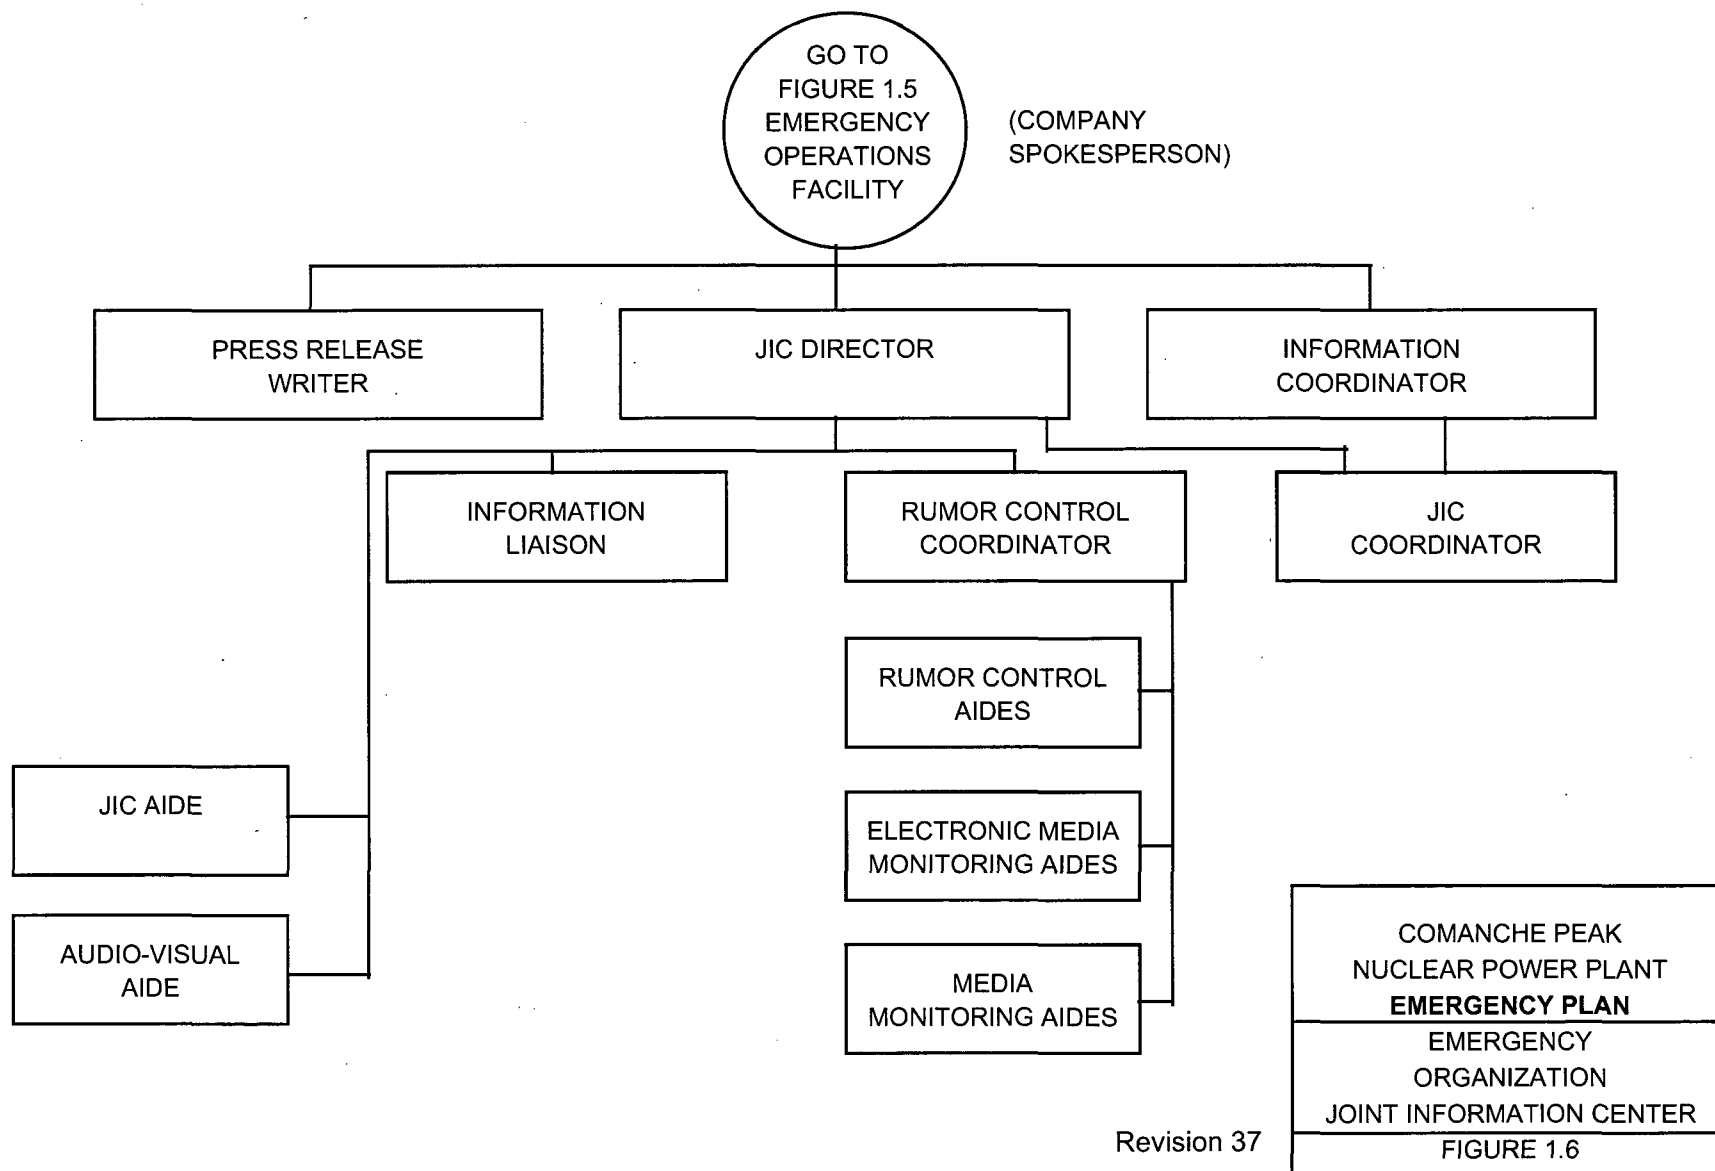 GO TO
FIGURE 1.5
EMERGENCY
OPERATIONS
FACILITY
(COMPANY
SPOKESPERSON)
PRESS RELEASE
WRITER
JIC DIRECTOR
INFORMATION
COORDINATOR
INFORMATION
LIAISON
RUMOR CONTROL
COORDINATOR
JIC
COORDINATOR
RUMOR CONTROL
AIDES
JIC AIDE
ELECTRONIC MEDIA
MONITORING AIDES
AUDIO-VISUAL
AIDE
MEDIA
MONITORING AIDES
COMANCHE PEAK
NUCLEAR POWER PLANT
EMERGENCY PLAN
EMERGENCY
ORGANIZATION
JOINT INFORMATION CENTER
Revision 37
FIGURE 1.6